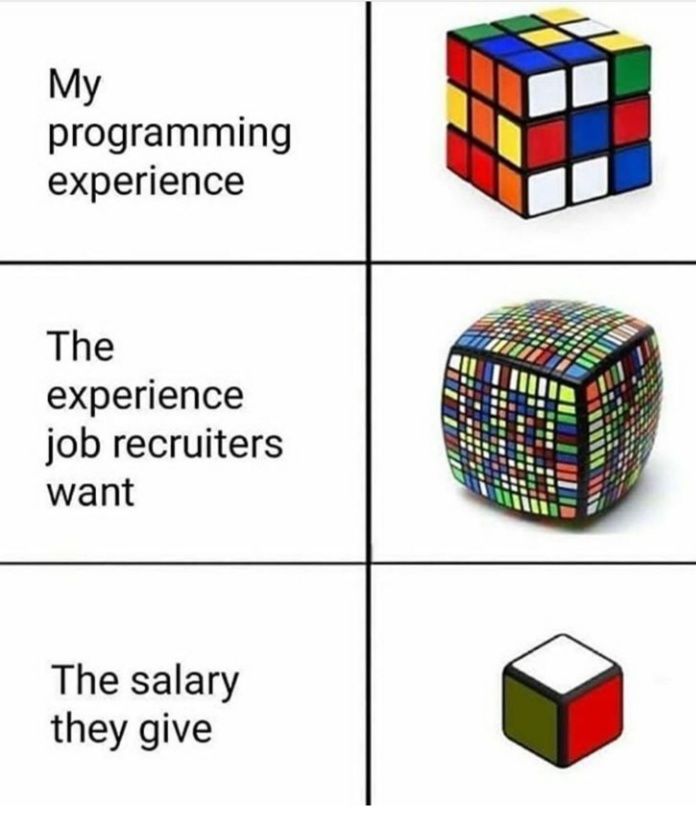 My
programming
experience
The
experience
job recruiters
want
The salary
they give